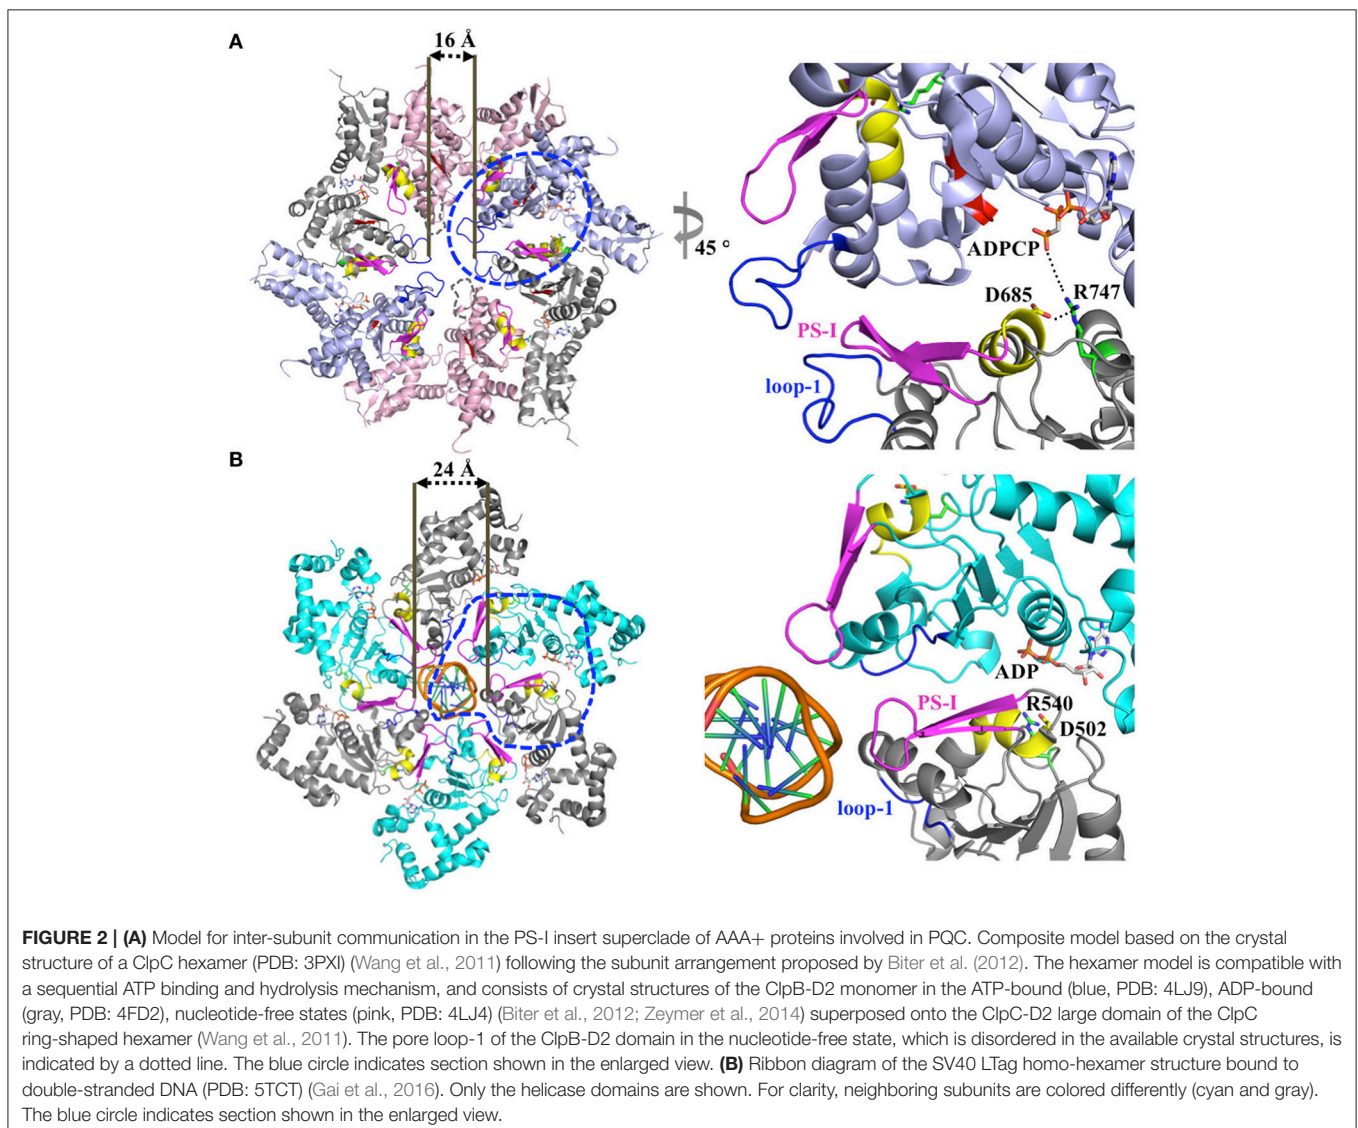 A
16 Å
45 °
ADPCP
D685
R747
PS-I
loop-1
B
24 Å
ADP
PS-I
R540
D502
loop-1
FIGURE 2 | (A) Model for inter-subunit communication in the PS-I insert superclade of AAA+ proteins involved in PQC. Composite model based on the crystal
structure of a ClpC hexamer (PDB: 3PXI) (Wang et al., 2011) following the subunit arrangement proposed by Biter et al. (2012). The hexamer model is compatible with
a sequential ATP binding and hydrolysis mechanism, and consists of crystal structures of the ClpB-D2 monomer in the ATP-bound (blue, PDB: 4LJ9), ADP-bound
(gray, PDB: 4FD2), nucleotide-free states (pink, PDB: 4LJ4) (Biter et al., 2012; Zeymer et al., 2014) superposed onto the ClpC-D2 large domain of the ClpC
ring-shaped hexamer (Wang et al., 2011). The pore loop-1 of the ClpB-D2 domain in the nucleotide-free state, which is disordered in the available crystal structures, is
indicated by a dotted line. The blue circle indicates section shown in the enlarged view. (B) Ribbon diagram of the SV40 LTag homo-hexamer structure bound to
double-stranded DNA (PDB: 5TCT) (Gai et al., 2016). Only the helicase domains are shown. For clarity, neighboring subunits are colored differently (cyan and gray).
The blue circle indicates section shown in the enlarged view.